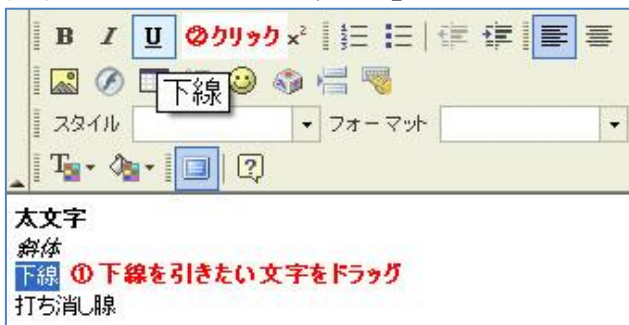 B I U ②クリック x²
下線
スタイル フォーマット
太文字
斜体
下線 ①下線を引きたい文字をドラッグ
打ち消し腺